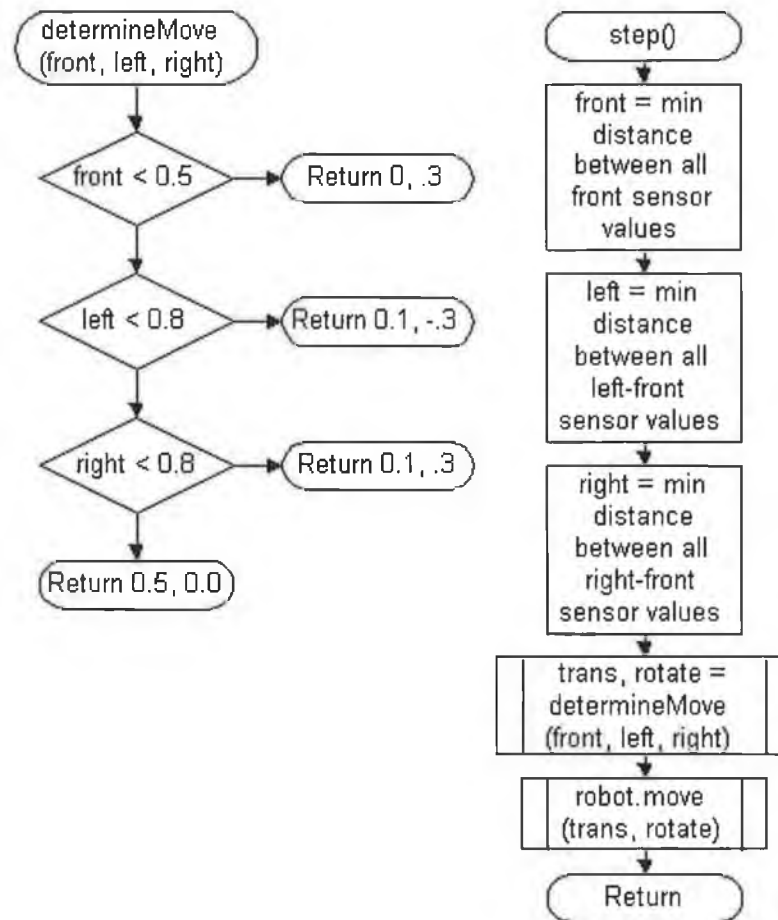 determineMove
(front, left, right)
front < 0.5
Return 0, .3
left < 0.8
Return 0.1, -.3
right < 0.8
Return 0.1, .3
Return 0.5, 0.0
step()
front = min
distance
between all
front sensor
values
left = min
distance
between all
left-front
sensor values
right = min
distance
between all
right-front
sensor values
trans, rotate =
determineMove
(front, left, right)
robot.move
(trans, rotate)
Return